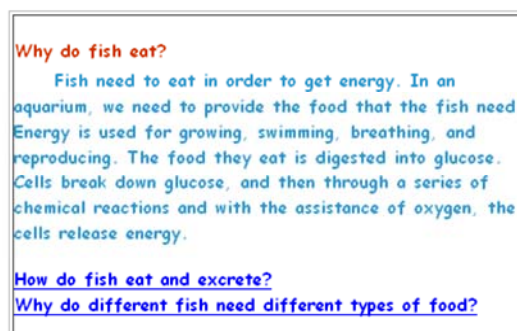 Why do fish eat?
Fish need to eat in order to get energy. In an
aquarium, we need to provide the food that the fish need
Energy is used for growing, swimming, breathing, and
reproducing. The food they eat is digested into glucose.
Cells break down glucose, and then through a series of
chemical reactions and with the assistance of oxygen, the
cells release energy.
How do fish eat and excrete?
Why do different fish need different types of food?